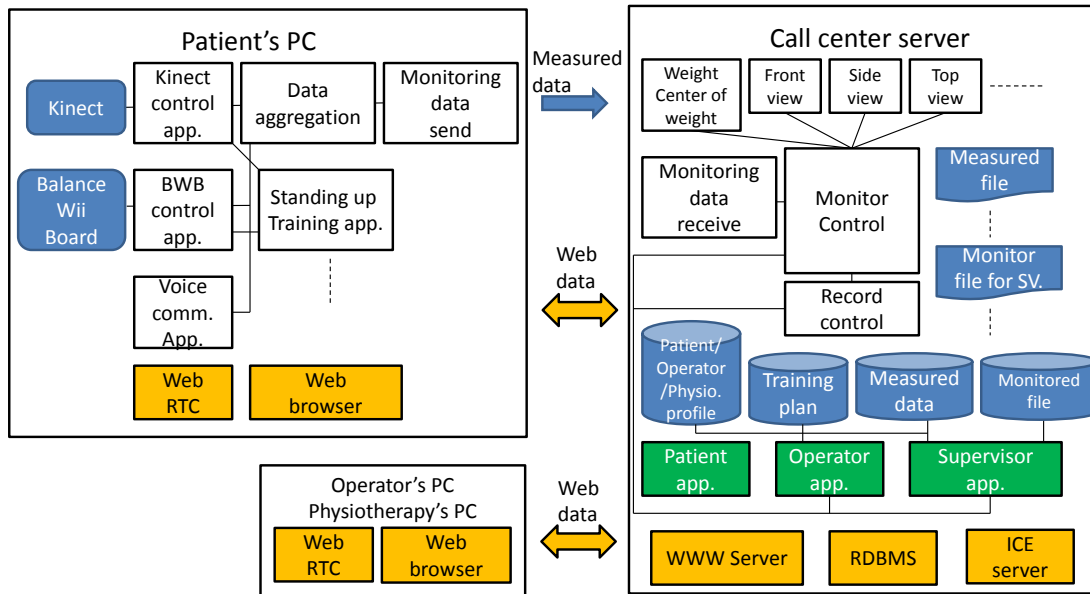 Patient's PC
Kinect
Kinect
control
app.
Data
aggregation
Monitoring
data
send
Balance
Wii
Board
BWB
control
app.
Standing up
Training app.
Voice
comm.
App.
Web
RTC
Web
browser
Measured
data
Web
data
Operator's PC
Physiotherapy's PC
Web
RTC
Web
browser
Web
data
Call center server
Weight
Center of
weight
Front
view
Side
view
Top
view
Monitoring
data
receive
Monitor
Control
Measured
file
Monitor
file for SV.
Record
control
Patient/
Operator
/Physio.
profile
Training
plan
Measured
data
Monitored
file
Patient
app.
Operator
app.
Supervisor
app.
WWW Server
RDBMS
ICE
server